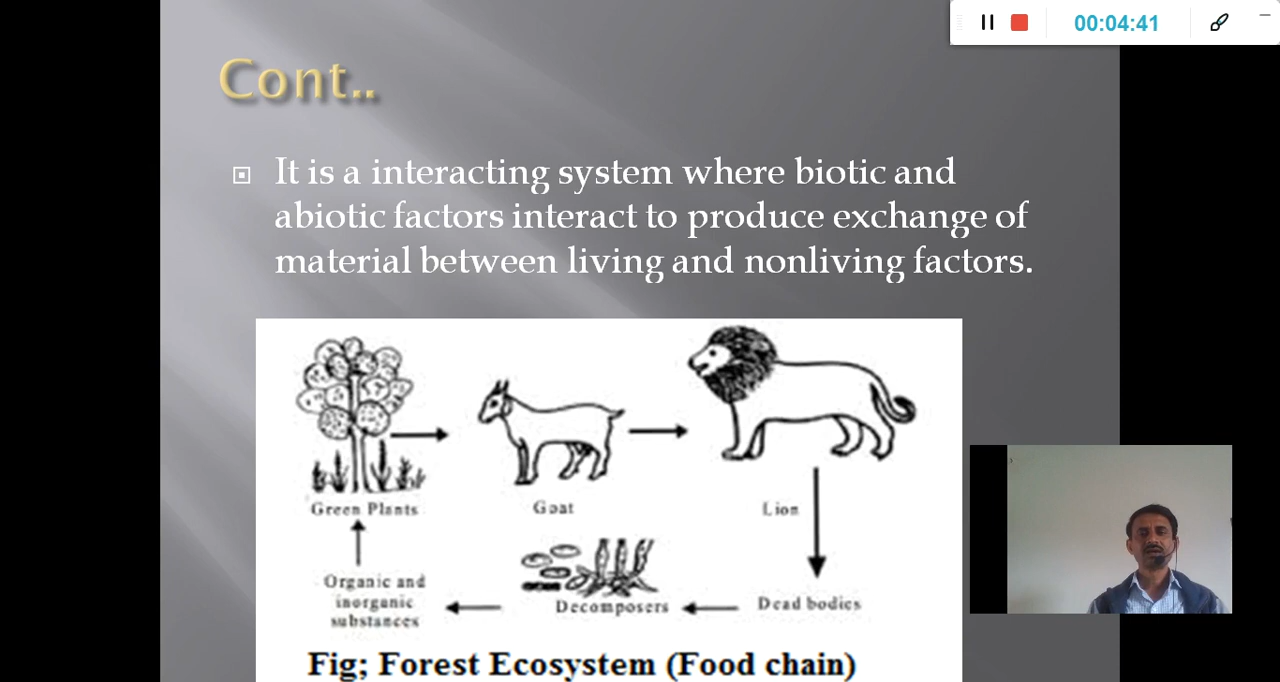 00:04:41
Cont..
It is a interacting system where biotic and
abiotic factors interact to produce exchange of
material between living and nonliving factors.
Green Plants
Goat
Lion
Organic and
inorganic
substances
Decomposers
Dead bodies
Fig; Forest Ecosystem (Food chain)